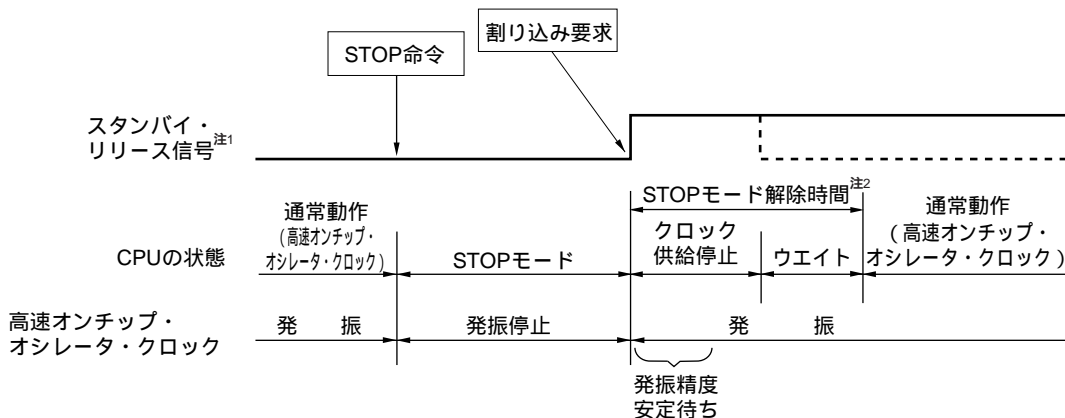 割り込み要求
STOP命令
スタンバイ・
リリース信号注1
STOPモード解除時間注2
通常動作
(高速オンチップ・
オシレータ・クロック)
クロック
供給停止
通常動作
(高速オンチップ・
オシレータ・クロック)
CPUの状態
STOPモード
ウエイト
高速オンチップ・
オシレータ・クロック
発 振
発振停止
発 振
発振精度
安定待ち